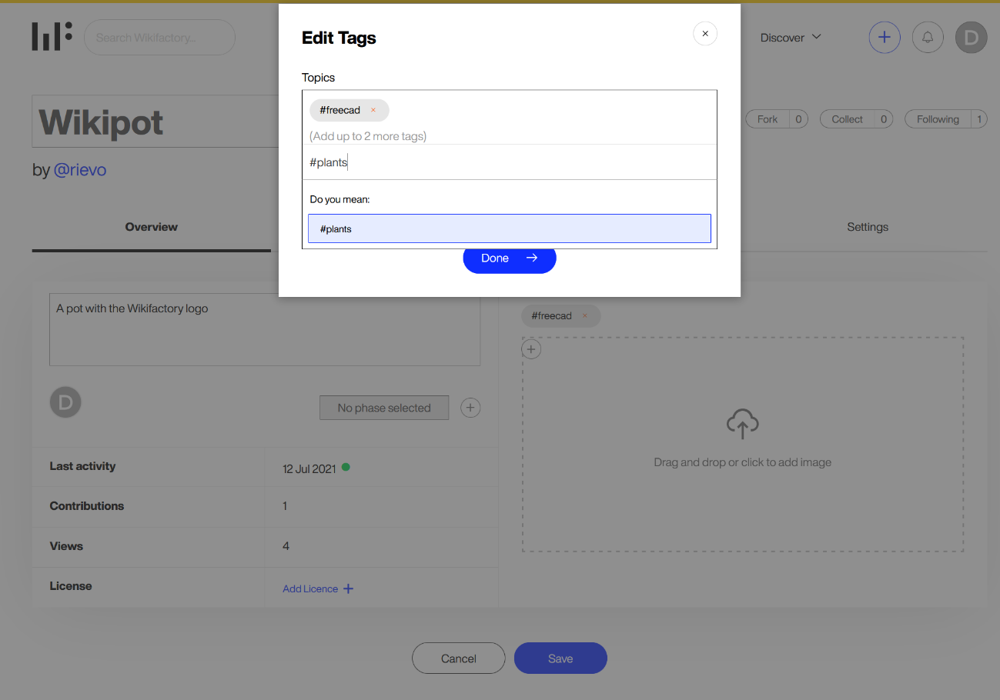 Edit Tags
×
Topics
#freecad ×
(Add up to 2 more tags)
#plants
Do you mean:
#plants
Done →
Search Wikifactory...
Discover
D
Wikipot
by @rievo
Fork 0
Collect 0
Following 1
Overview
Settings
A pot with the Wikifactory logo
D
No phase selected
Last activity 12 Jul 2021
Contributions 1
Views 4
License Add Licence +
#freecad ×
Drag and drop or click to add image
Cancel
Save